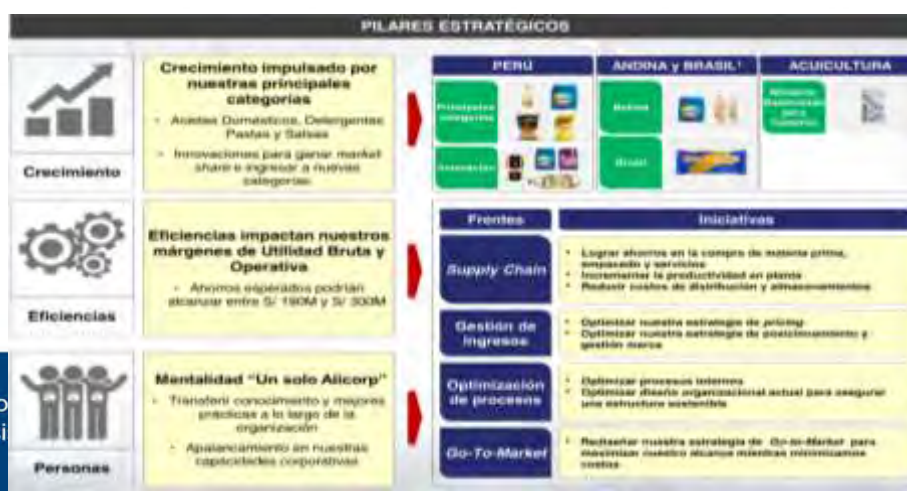 PILARES ESTRATÉGICOS
Crecimiento
Crecimiento impulsado por
nuestras principales
categorías
• Aceites Domésticos, Detergentes
Pastas y Salsas
• Innovaciones para ganar market
share e ingresar a nuevas
categorías
PERÚ
Principales
categorías
Innovación
ANDINA y BRASIL¹
Bolivia
Brasil
ACUICULTURA
para
Eficiencias
Eficiencias impactan nuestros
márgenes de Utilidad Bruta y
Operativa
• Ahorros esperados podrían
alcanzar entre S/ 190M y S/ 300M
Personas
Mentalidad "Un solo Alicorp"
• Transferir conocimiento y mejores
prácticas a lo largo de la
organización
• Apalancamiento en nuestras
capacidades corporativas
Frentes
Iniciativas
Supply Chain
• Lograr ahorros en la compra de materia prima,
empacado y servicios
• Incrementar la productividad en planta
• Reducir costos de distribución y almacenamiento
Gestión de
Ingresos
• Optimizar nuestra estrategia de pricing
• Optimizar nuestra estrategia de posicionamiento y
gestión marca
Optimización
de procesos
• Optimizar procesos internos
• Optimizar diseño organizacional actual para asegurar
una estructura sostenible
Go-To-Market
• Rediseñar nuestra estrategia de Go-to-Market para
maximizar nuestro alcance mientras minimizamos
costos